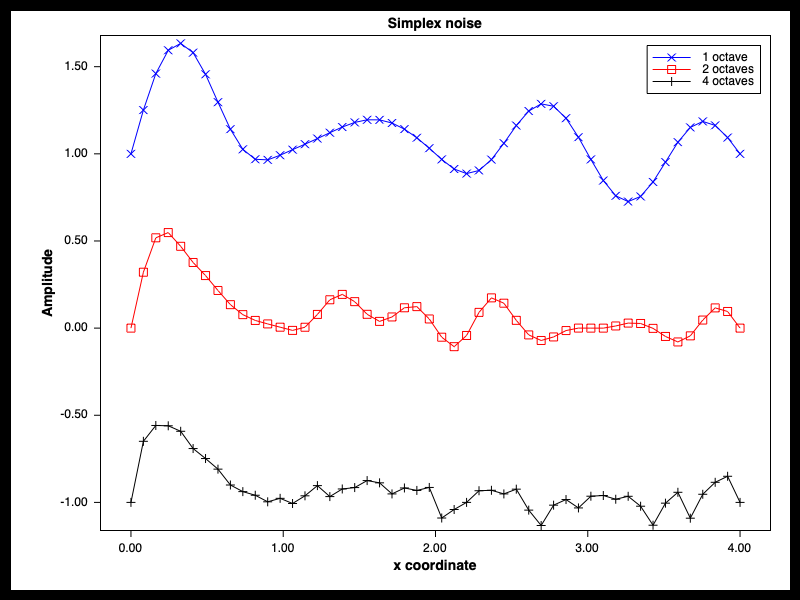 Simplex noise
1 octave
2 octaves
4 octaves
1.50
1.00
0.50
0.00
-0.50
-1.00
Amplitude
0.00 1.00 2.00 3.00 4.00
x coordinate